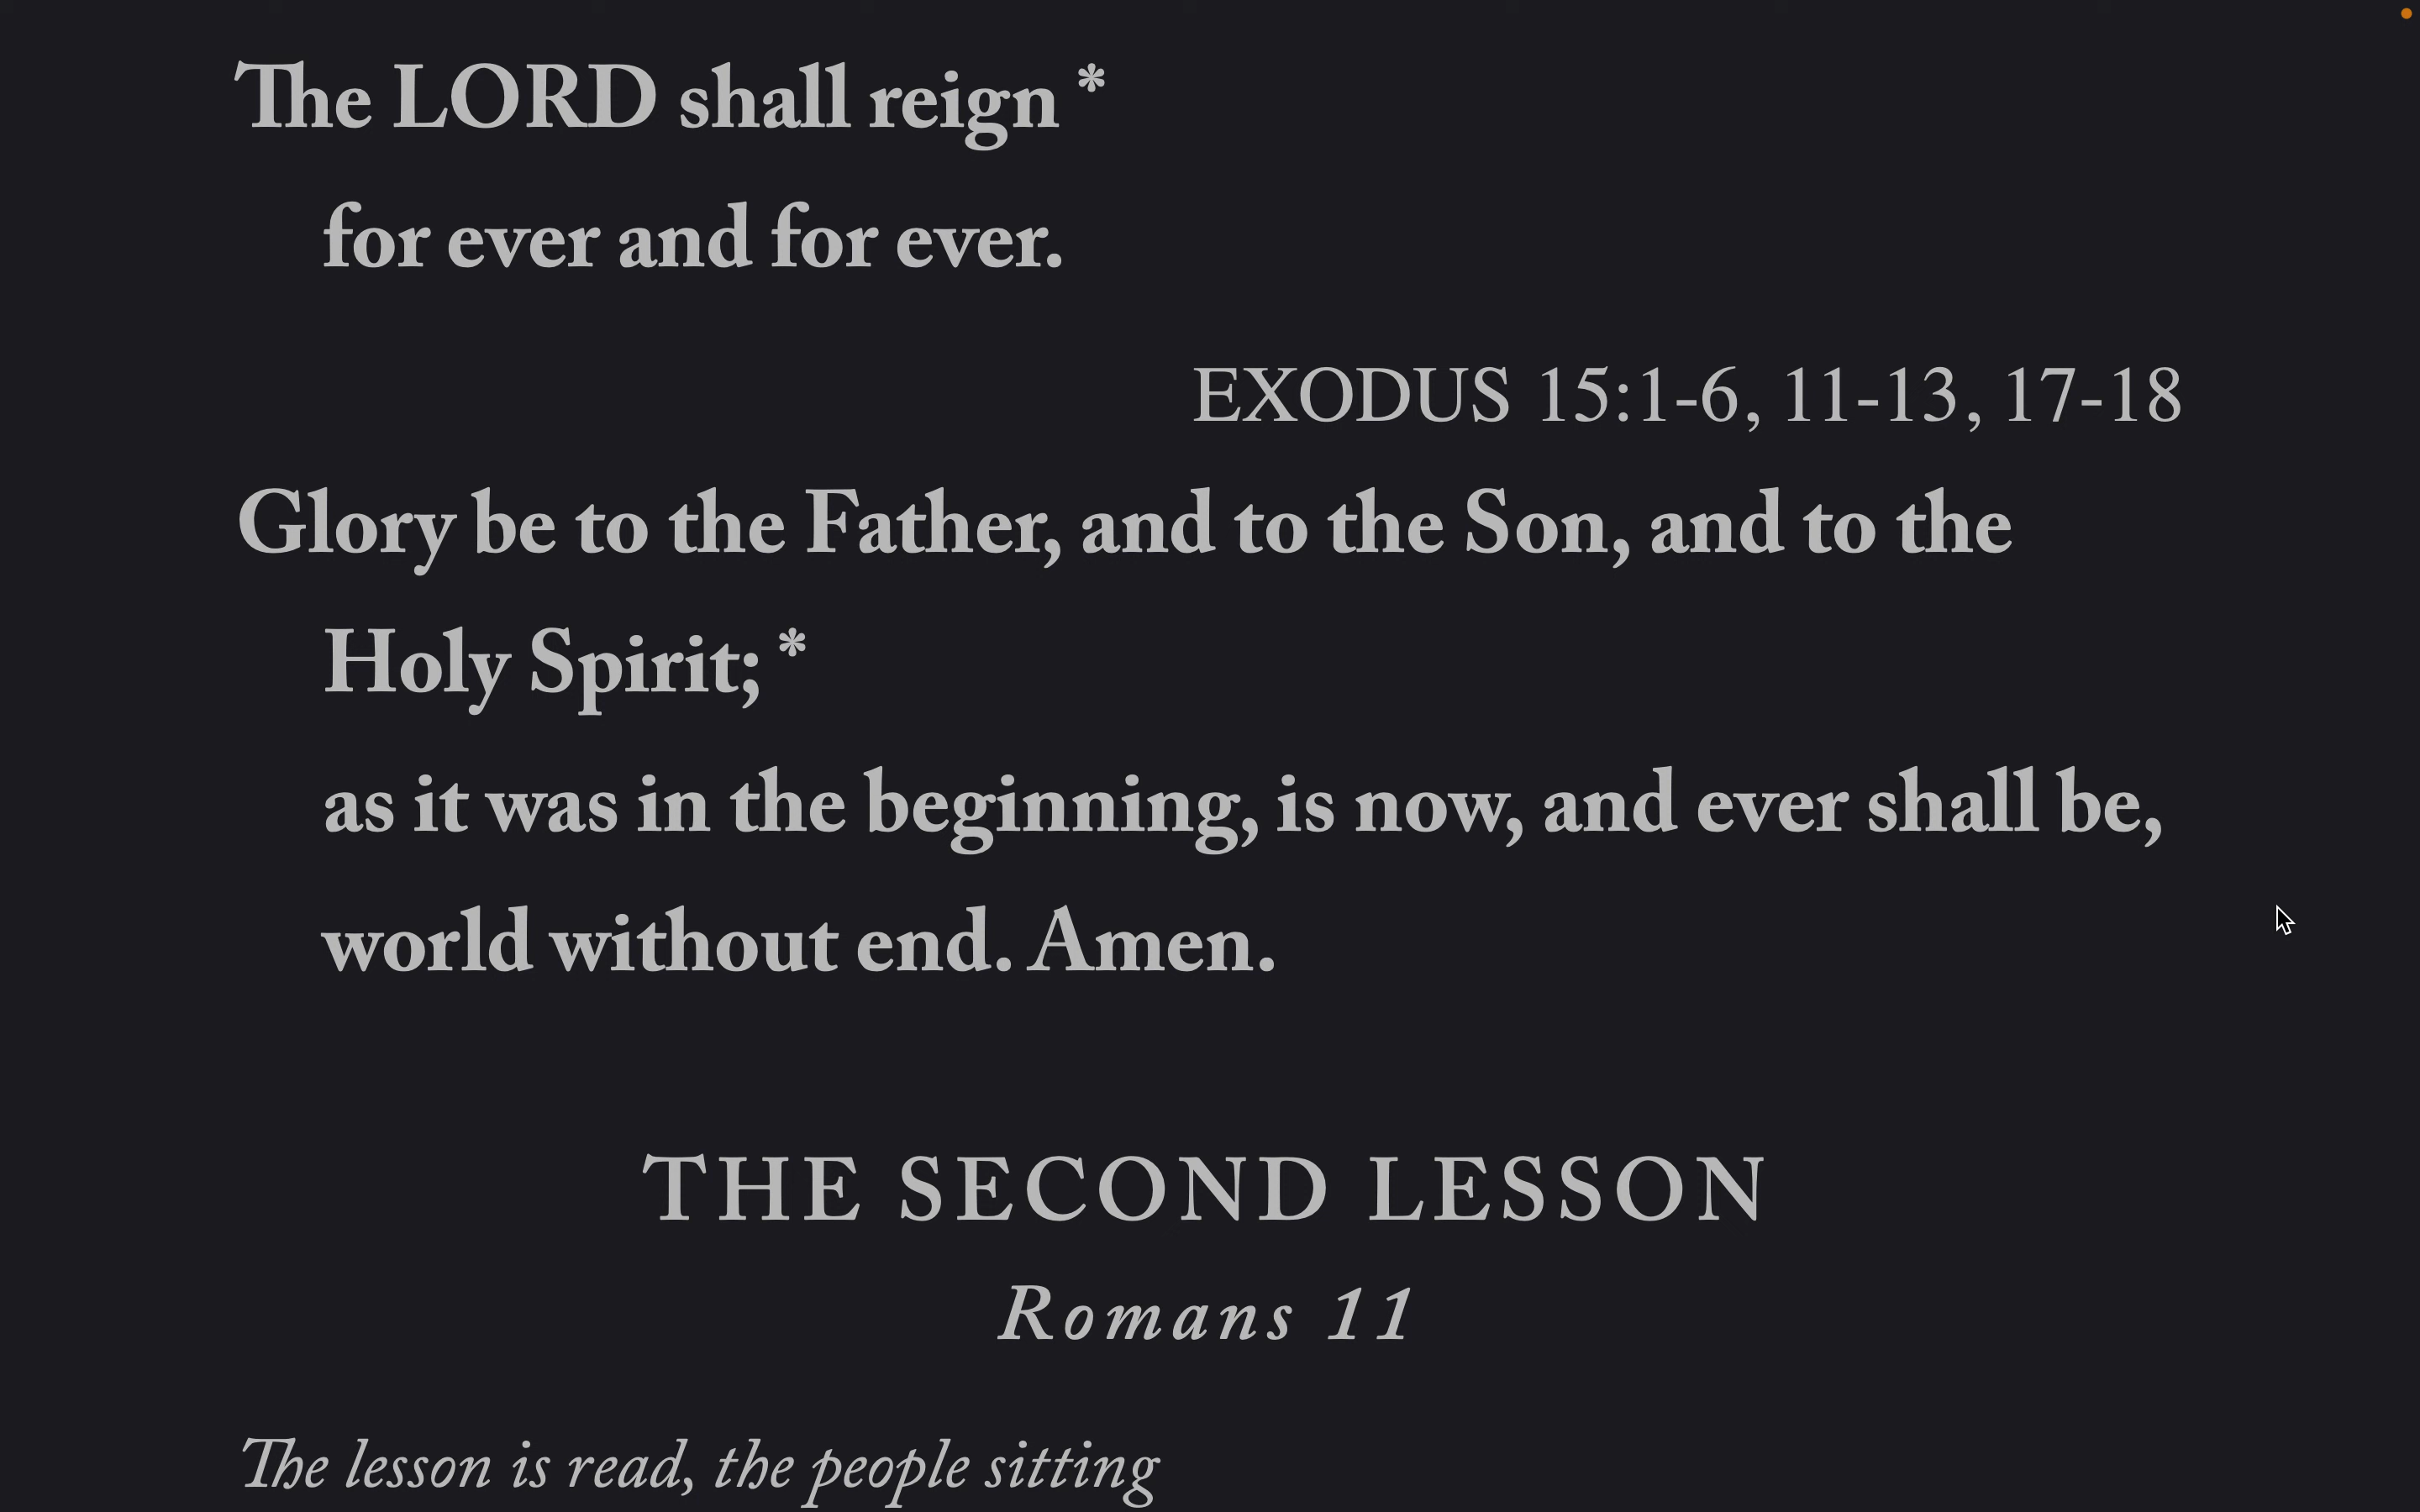 The LORD shall reign *
for ever and for ever.
EXODUS 15:1-6, 11-13, 17-18
Glory be to the Father, and to the Son, and to the
Holy Spirit; *
as it was in the beginning, is now, and ever shall be,
world without end. Amen.
THE SECOND LESSON
Romans 11
The lesson is read, the people sitting